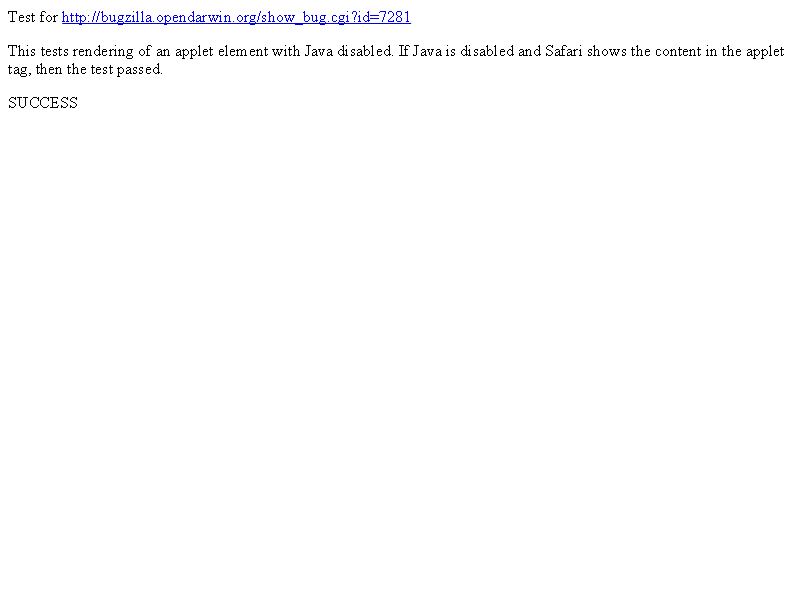 Test for http://bugzilla.opendarwin.org/show_bug.cgi?id=7281
This tests rendering of an applet element with Java disabled. If Java is disabled and Safari shows the content in the applet
tag, then the test passed.
SUCCESS